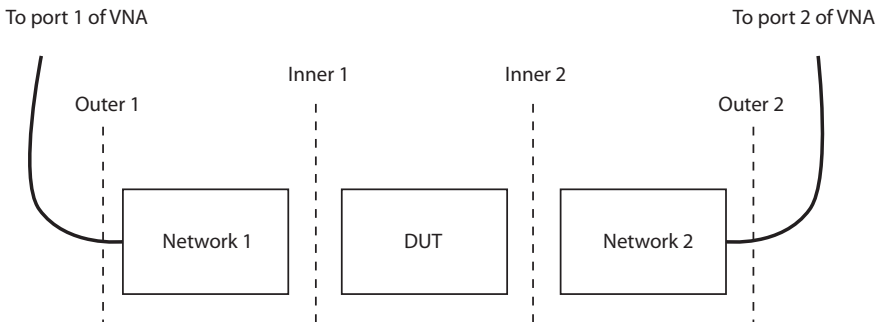 To port 1 of VNA
To port 2 of VNA
Inner 1
Inner 2
Outer 1
Outer 2
Network 1
DUT
Network 2